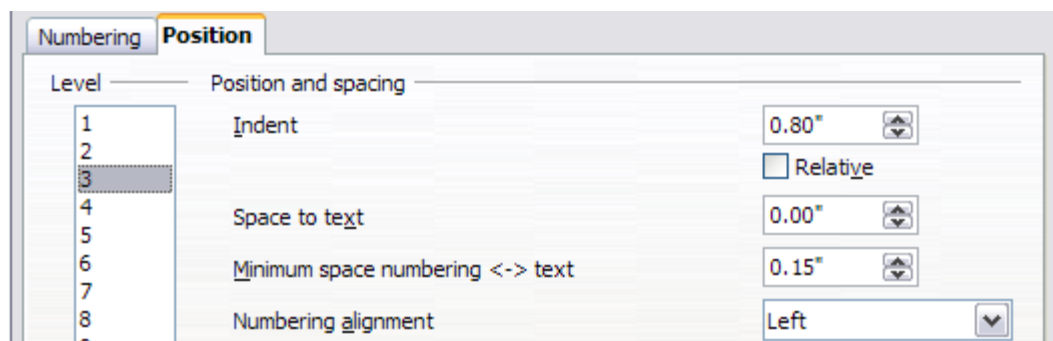 Numbering Position
Level Position and spacing
1 Indent 0.80"
2
3 Relative
4
Space to text 0.00"
5
6 Minimum space numbering <-> text 0.15"
7
8 Numbering alignment Left